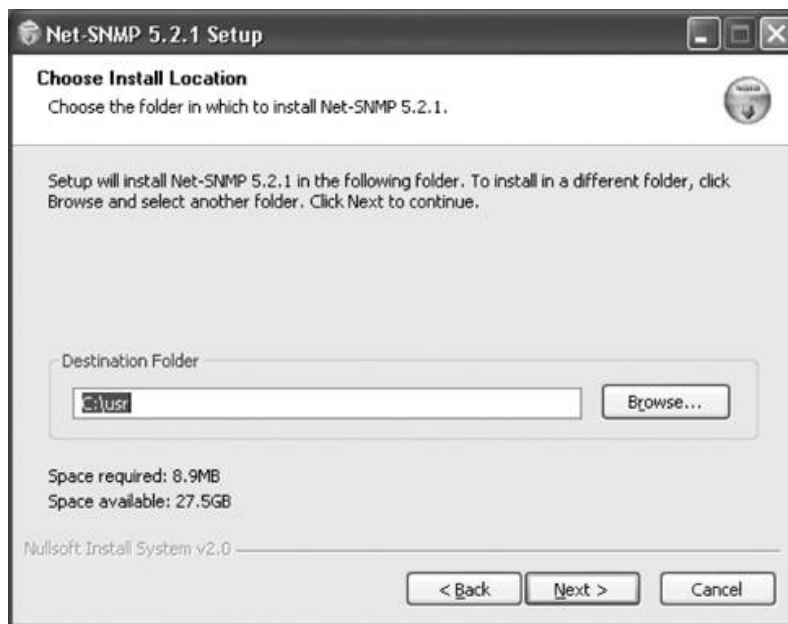 Net-SNMP 5.2.1 Setup
Choose Install Location
Choose the folder in which to install Net-SNMP 5.2.1.
Setup will install Net-SNMP 5.2.1 in the following folder. To install in a different folder, click
Browse and select another folder. Click Next to continue.
Destination Folder
C:\usr
Browse...
Space required: 8.9MB
Space available: 27.5GB
Nullsoft Install System v2.0
< Back
Next >
Cancel